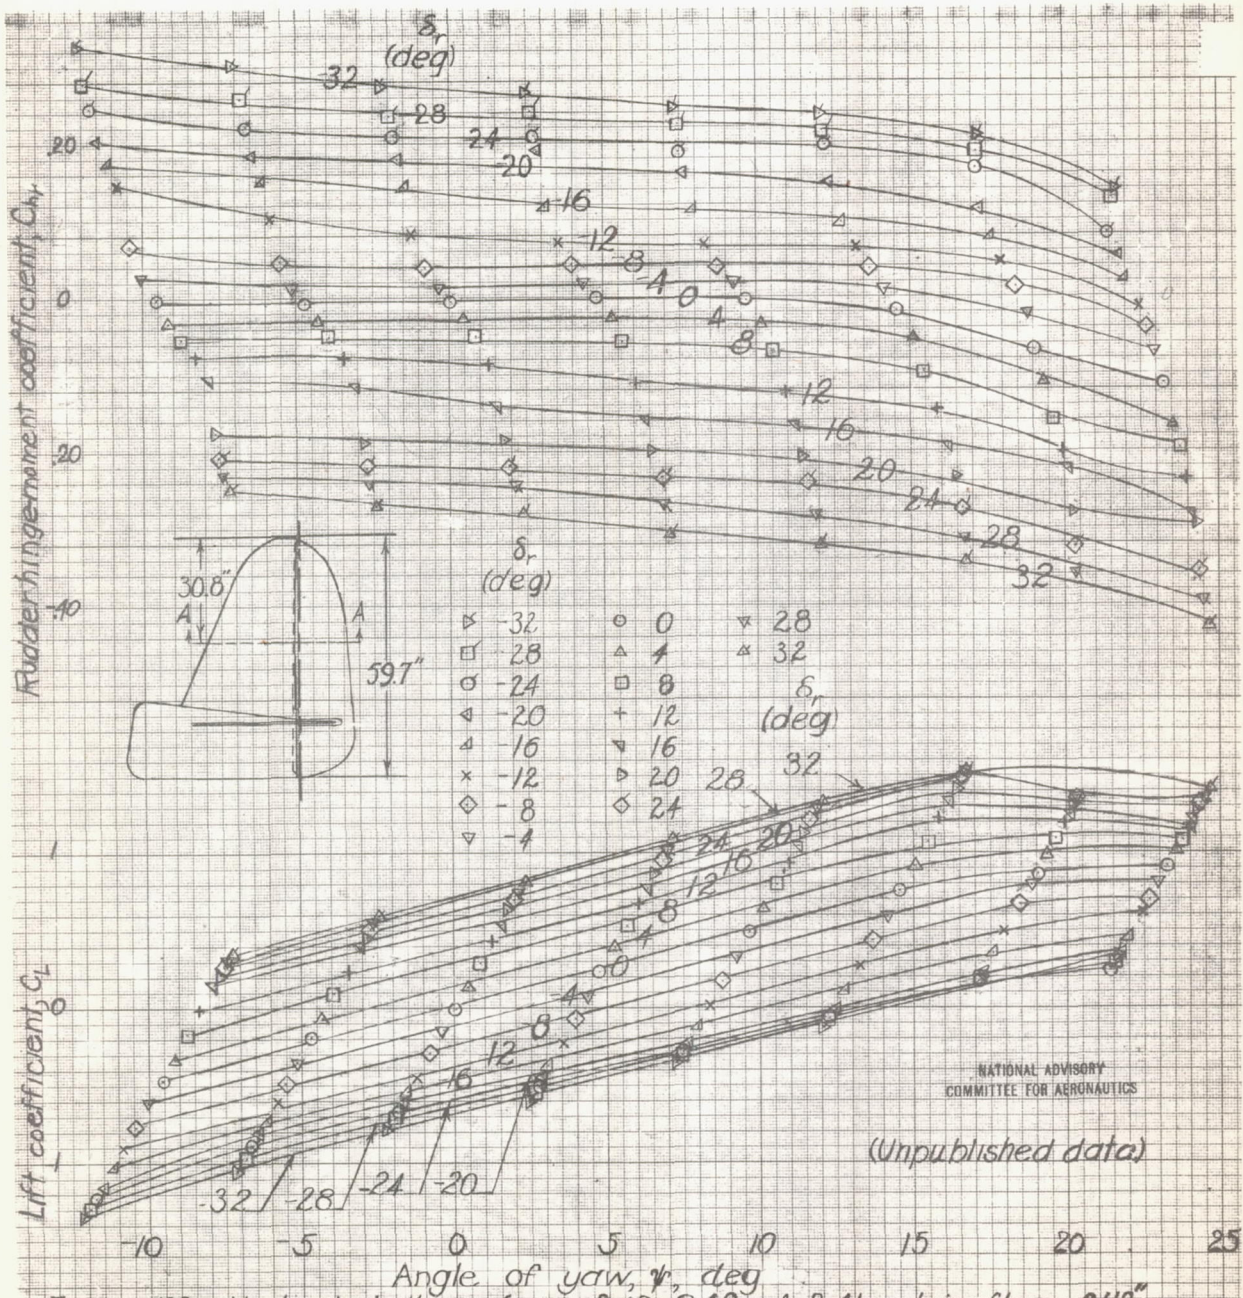 δr
(deg)
-32
-28
24
-20
-16
-12
-8
-4
0
4
8
12
16
20
24
28
32
.20
0
.20
-.40
Rudder hinge-moment coefficient, Chr
30.8"
A A
59.7"
δr
(deg)
-32 0 28
-28 4 32
-24 8
-20 12
-16 16
-12 20
-8 24
-4
δr
(deg)
32
28
24
20
16
12
8
4
0
-4
-8
12
16
-32 -28 -24 -20
1
0
-1
Lift coefficient, CL
NATIONAL ADVISORY
COMMITTEE FOR AERONAUTICS
(Unpublished data)
-10 -5 0 5 10 15 20 25
Angle of yaw, ψ, deg